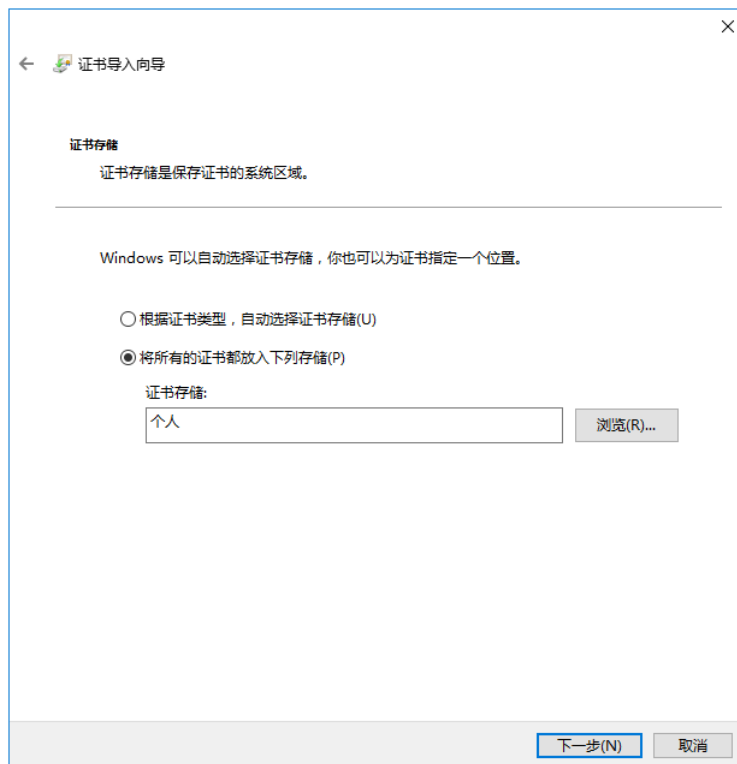 证书导入向导
证书存储
证书存储是保存证书的系统区域。
Windows 可以自动选择证书存储，你也可以为证书指定一个位置。
根据证书类型，自动选择证书存储(U)
将所有的证书都放入下列存储(P)
证书存储:
个人
浏览(R)...
下一步(N)
取消